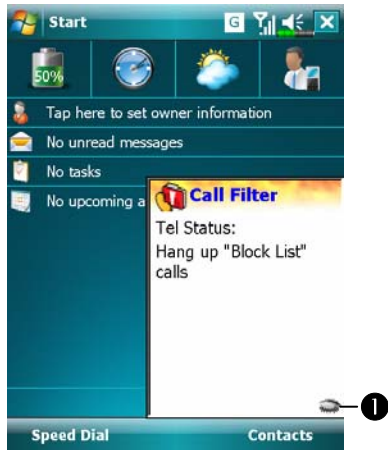 Start
G
50%
Tap here to set owner information
No unread messages
No tasks
No upcoming a
Call Filter
Tel Status:
Hang up "Block List"
calls
1
Speed Dial
Contacts